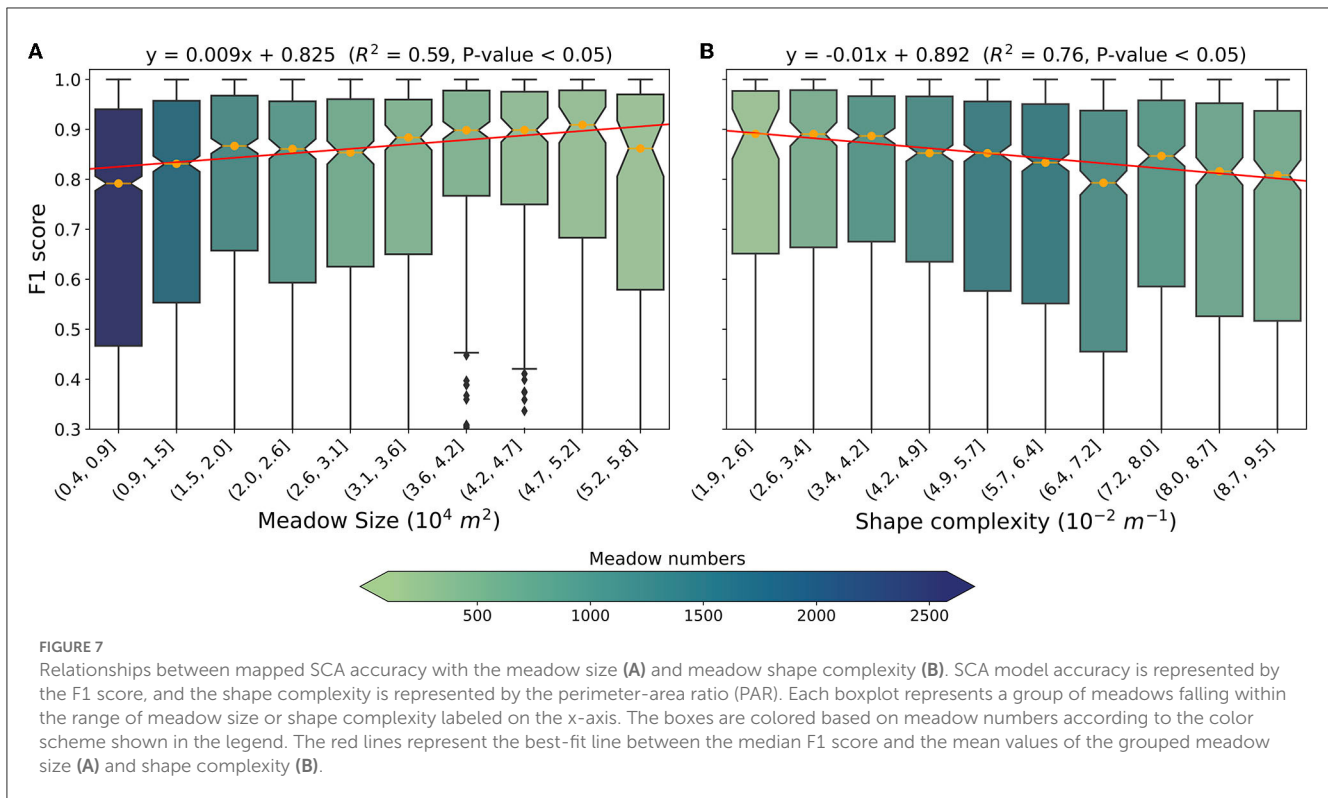 A
y = 0.009x + 0.825 (R² = 0.59, P-value < 0.05)
B
y = -0.01x + 0.892 (R² = 0.76, P-value < 0.05)
1.0
0.9
0.8
0.7
0.6
0.5
0.4
0.3
F1 score
(0.4, 0.9]
(0.9, 1.5]
(1.5, 2.0]
(2.0, 2.6]
(2.6, 3.1]
(3.1, 3.6]
(3.6, 4.2]
(4.2, 4.7]
(4.7, 5.2]
(5.2, 5.8]
Meadow Size (10⁴ m²)
(1.9, 2.6]
(2.6, 3.4]
(3.4, 4.2]
(4.2, 4.9]
(4.9, 5.7]
(5.7, 6.4]
(6.4, 7.2]
(7.2, 8.0]
(8.0, 8.7]
(8.7, 9.5]
Shape complexity (10⁻² m⁻¹)
Meadow numbers
500 1000 1500 2000 2500
FIGURE 7
Relationships between mapped SCA accuracy with the meadow size (A) and meadow shape complexity (B). SCA model accuracy is represented by
the F1 score, and the shape complexity is represented by the perimeter-area ratio (PAR). Each boxplot represents a group of meadows falling within
the range of meadow size or shape complexity labeled on the x-axis. The boxes are colored based on meadow numbers according to the color
scheme shown in the legend. The red lines represent the best-fit line between the median F1 score and the mean values of the grouped meadow
size (A) and shape complexity (B).